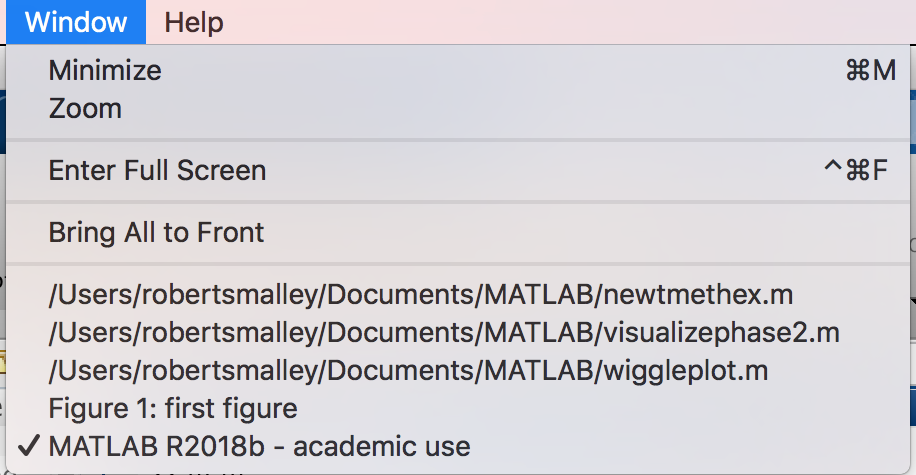 Window Help
Minimize ⌘M
Zoom
Enter Full Screen ^⌘F
Bring All to Front
/Users/robertsmalley/Documents/MATLAB/newtmethex.m
/Users/robertsmalley/Documents/MATLAB/visualizephase2.m
/Users/robertsmalley/Documents/MATLAB/wiggleplot.m
Figure 1: first figure
✓ MATLAB R2018b - academic use